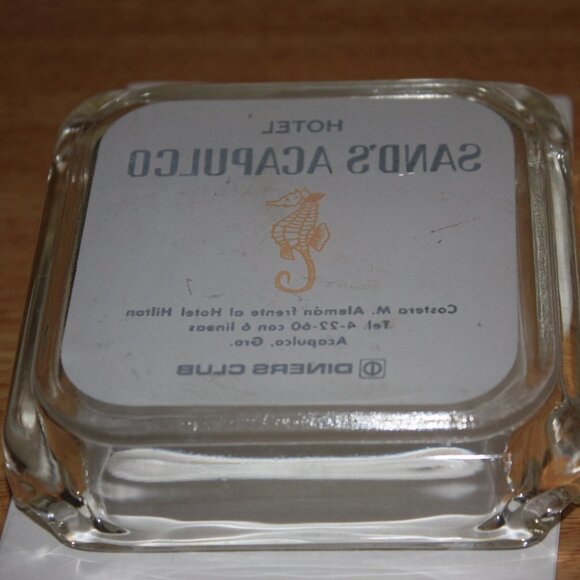 HOTEL
SAND'S ACAPULCO
Costera M. Alemán frente al Hotel Hilton
Tel. 4-22-60 con 6 lineas
Acapulco, Gro.
DINERS CLUB